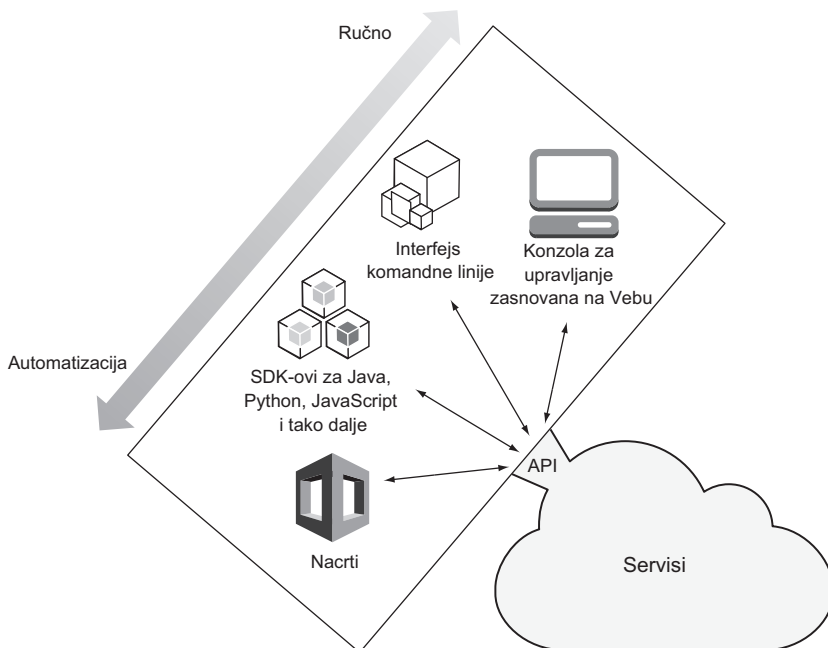 Ručno
Interfejs
komandne linije
Konzola za
upravljanje
zasnovana na Vebu
Automatizacija
SDK-ovi za Java,
Python, JavaScript
i tako dalje
API
Nacrti
Servisi